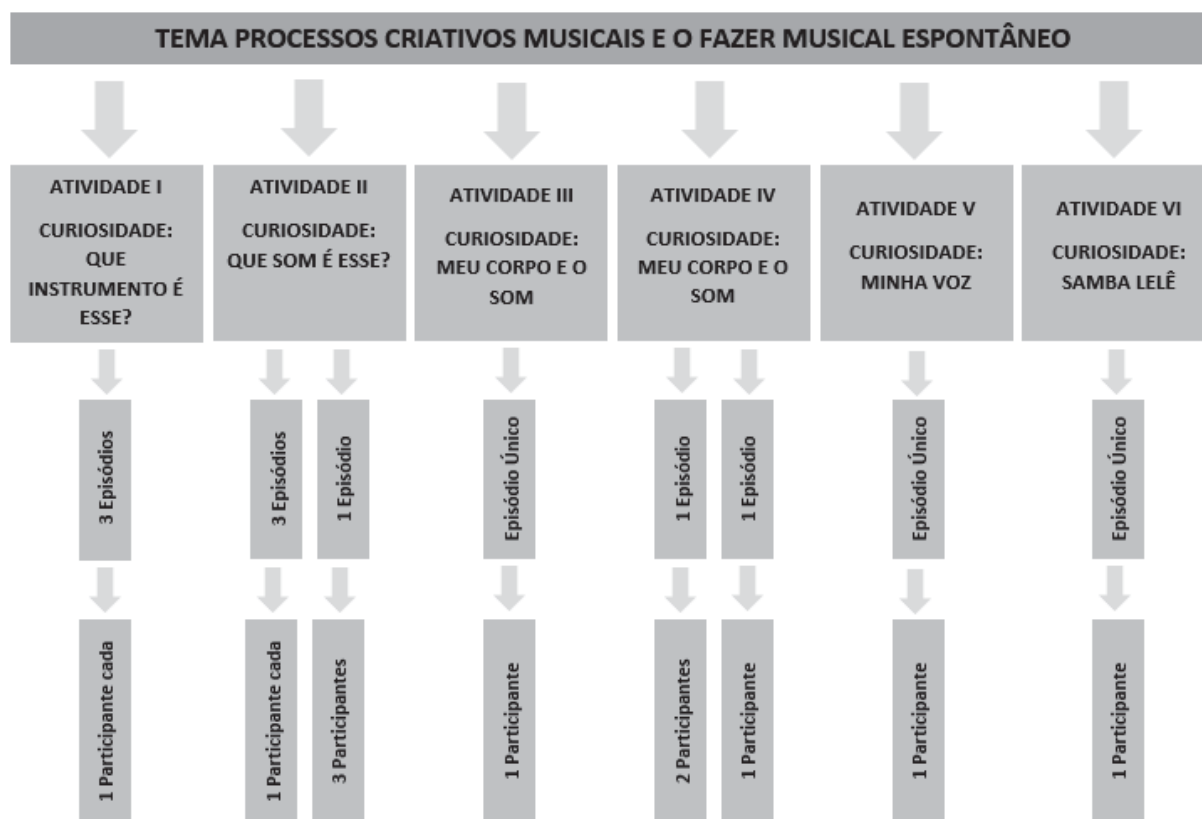 TEMA PROCESSOS CRIATIVOS MUSICAIS E O FAZER MUSICAL ESPONTÂNEO
ATIVIDADE I
CURIOSIDADE:
QUE
INSTRUMENTO É
ESSE?
ATIVIDADE II
CURIOSIDADE:
QUE SOM É ESSE?
ATIVIDADE III
CURIOSIDADE:
MEU CORPO E O
SOM
ATIVIDADE IV
CURIOSIDADE:
MEU CORPO E O
SOM
ATIVIDADE V
CURIOSIDADE:
MINHA VOZ
ATIVIDADE VI
CURIOSIDADE:
SAMBA LELÊ
3 Episódios
3 Episódios
1 Episódio
Episódio Único
1 Episódio
1 Episódio
Episódio Único
Episódio Único
1 Participante cada
1 Participante cada
3 Participantes
1 Participante
2 Participantes
1 Participante
1 Participante
1 Participante